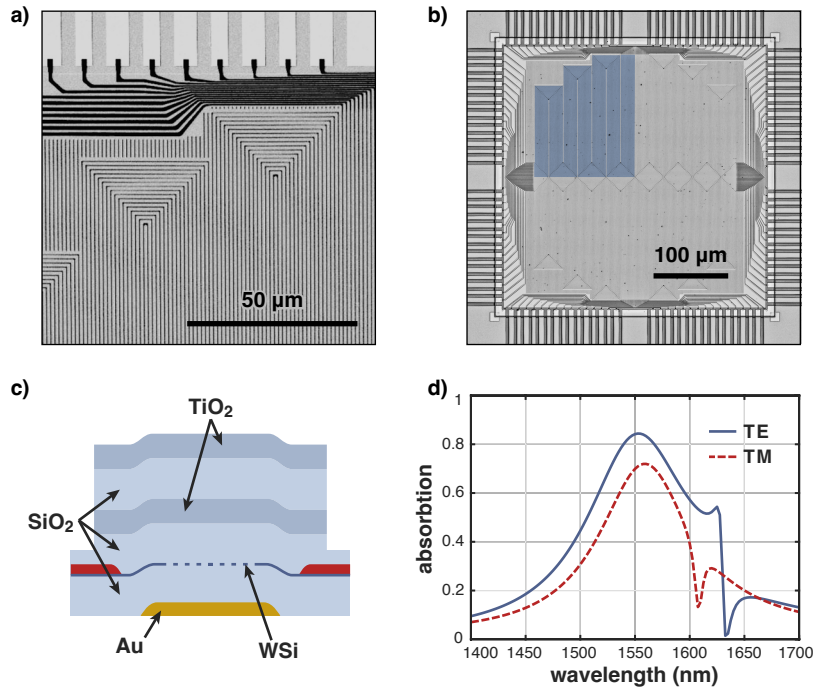 a)
50 µm
b)
100 µm
c)
TiO2
SiO2
Au
WSi
d)
absorbtion
1
0.8
0.6
0.4
0.2
0
TE
TM
1400 1450 1500 1550 1600 1650 1700
wavelength (nm)